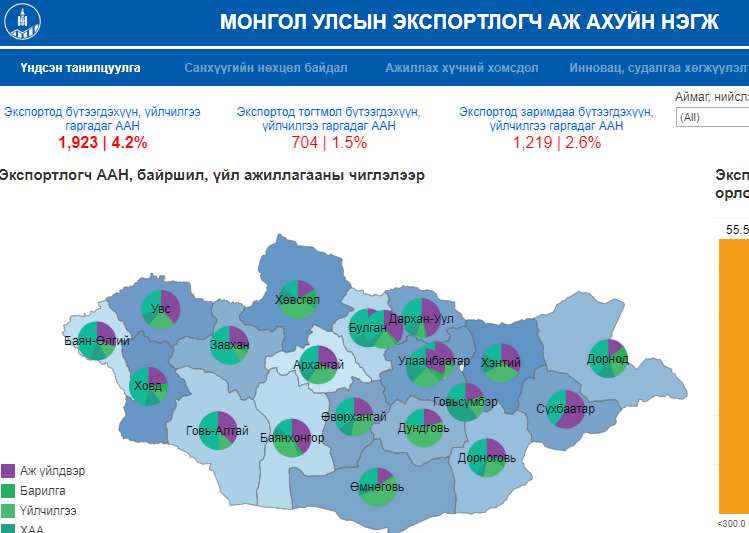 МОНГОЛ УЛСЫН ЭКСПОРТЛОГЧ АЖ АХУЙН НЭГЖ
Үндсэн танилцуулга
Санхүүгийн нөхцөл байдал
Ажиллах хүчний хомсдол
Инновац, судалгаа хөгжүүлэлт
Экспортод бүтээгдэхүүн, үйлчилгээ
гаргадаг ААН
1,923 | 4.2%
Экспортод тогтмол бүтээгдэхүүн,
үйлчилгээ гаргадаг ААН
704 | 1.5%
Экспортод заримдаа бүтээгдэхүүн,
үйлчилгээ гаргадаг ААН
1,219 | 2.6%
Аймаг, нийсл
(All)
Экспортлогч ААН, байршил, үйл ажиллагааны чиглэлээр
Эксп
орло
55.5
Хөвсгөл
Увс
Дархан-Уул
Булган
Баян-Өлгий
Завхан
Архангай
Улаанбаатар
Хэнтий
Дорнод
Ховд
Говьсүмбэр
Сүхбаатар
Өвөрхангай
Говь-Алтай
Баянхонгор
Дундговь
Дорноговь
Өмнөговь
Аж үйлдвэр
Барилга
Үйлчилгээ
ХАА
<300.0